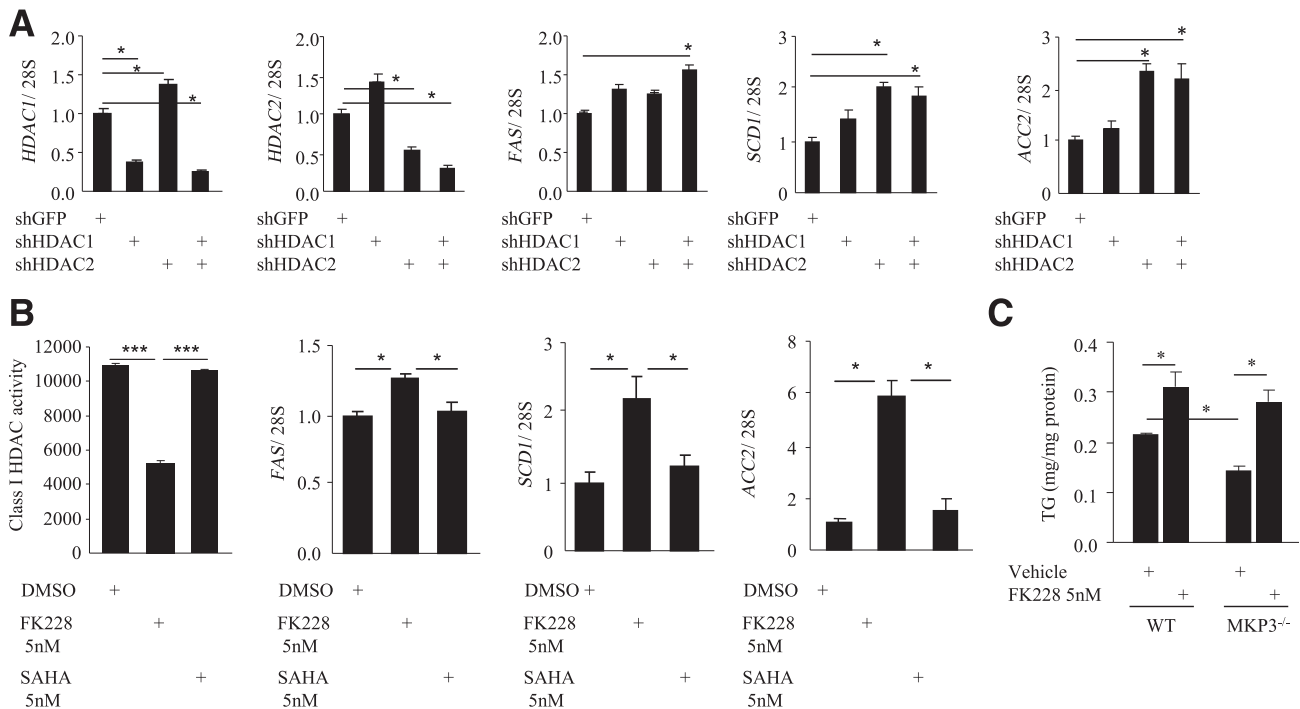 A
HDAC1/ 28S
2.0
1.5
1.0
0.5
0.0
*
*
*
shGFP +
shHDAC1 + +
shHDAC2 + +
HDAC2/ 28S
2.0
1.5
1.0
0.5
0.0
*
*
shGFP +
shHDAC1 + +
shHDAC2 + +
FAS/ 28S
2.0
1.5
1.0
0.5
0.0
*
shGFP +
shHDAC1 + +
shHDAC2 + +
SCD1/ 28S
3
2
1
0
*
*
shGFP +
shHDAC1 + +
shHDAC2 + +
ACC2/ 28S
3
2
1
0
*
*
shGFP +
shHDAC1 + +
shHDAC2 + +
B
Class I HDAC activity
12000
10000
8000
6000
4000
2000
0
*** ***
DMSO +
FK228 +
5nM
SAHA +
5nM
FAS/ 28S
1.5
1.0
0.5
0.0
* *
DMSO +
FK228 +
5nM
SAHA +
5nM
SCD1/ 28S
3
2
1
0
* *
DMSO +
FK228 +
5nM
SAHA +
5nM
ACC2/ 28S
8
6
4
2
0
* *
DMSO +
FK228 +
5nM
SAHA +
5nM
C
TG (mg/mg protein)
0.4
0.3
0.2
0.1
0.0
* *
*
Vehicle + +
FK228 5nM + +
WT MKP3-/-